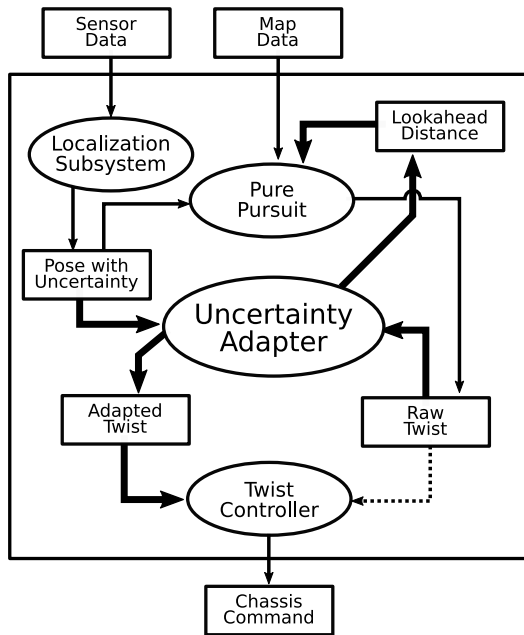 Sensor
Data
Map
Data
Lookahead
Distance
Localization
Subsystem
Pure
Pursuit
Pose with
Uncertainty
Uncertainty
Adapter
Adapted
Twist
Raw
Twist
Twist
Controller
Chassis
Command